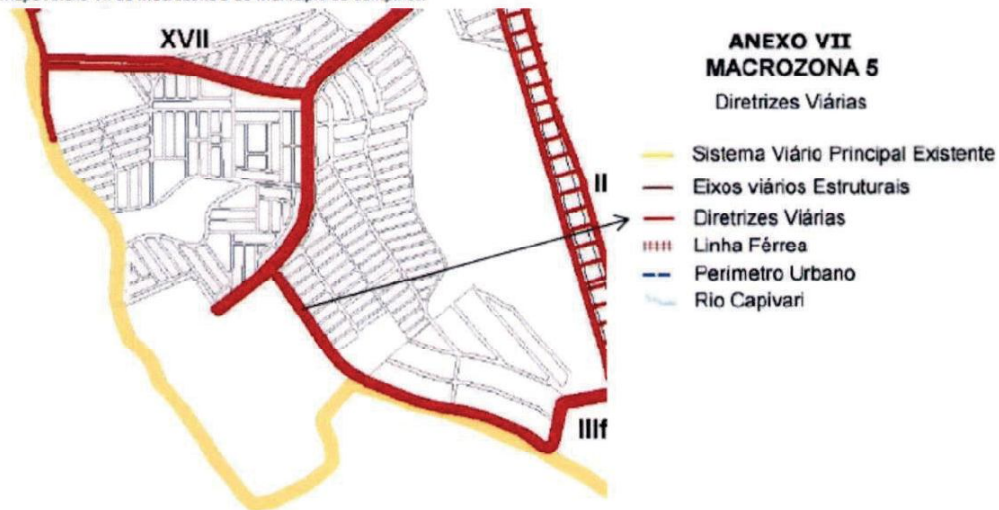 XVII
II
IIIf
ANEXO VII
MACROZONA 5
Diretrizes Viárias
Sistema Viário Principal Existente
Eixos viários Estruturais
Diretrizes Viárias
Linha Férrea
Perímetro Urbano
Rio Capivari